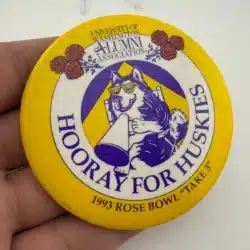 UNIVERSITY OF
WASHINGTON
ALUMNI
ASSOCIATION
HOORAY FOR HUSKIES
1993 ROSE BOWL "TAKE 3"